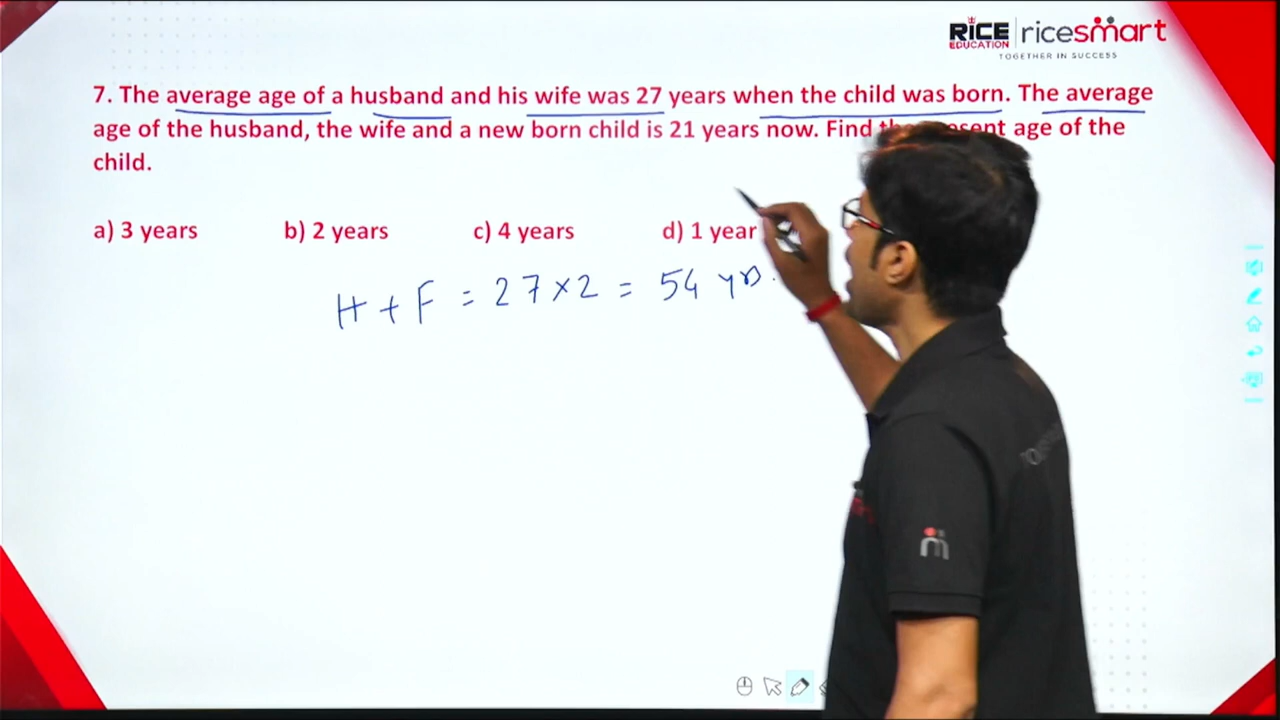 RICE EDUCATION ricesmart
TOGETHER IN SUCCESS
7. The average age of a husband and his wife was 27 years when the child was born. The average
age of the husband, the wife and a new born child is 21 years now. Find age of the
child.
a) 3 years b) 2 years c) 4 years d) 1 year
H + F = 27 × 2 = 54 yrs.